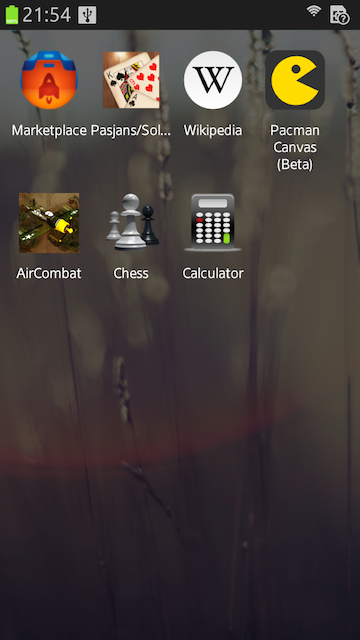 21:54
Marketplace Pasjans/Sol... Wikipedia Pacman
Canvas
(Beta)
AirCombat Chess Calculator